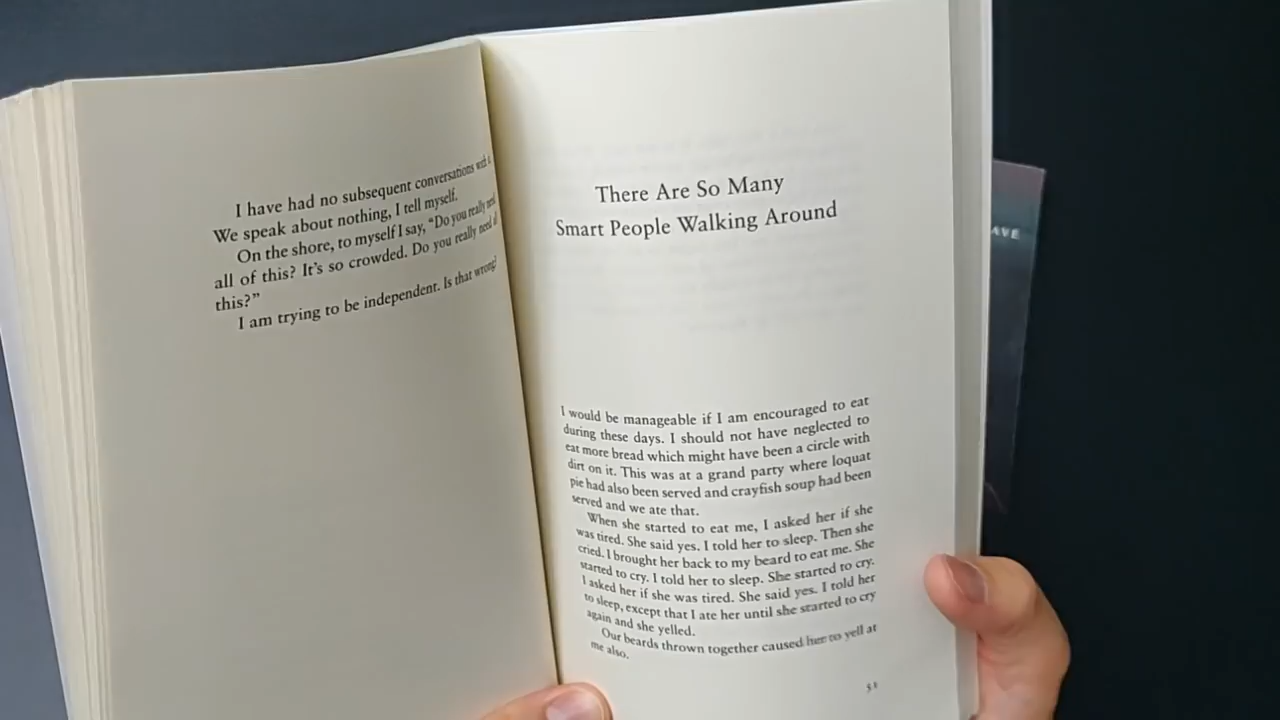 I have had no subsequent conversations with
We speak about nothing, I tell myself.
On the shore, to myself I say, “Do you really need
all of this? It’s so crowded. Do you really need all
this?”
I am trying to be independent. Is that wrong?
There Are So Many
Smart People Walking Around
I would be manageable if I am encouraged to eat
during these days. I should not have neglected to
eat more bread which might have been a circle with
dirt on it. This was at a grand party where loquat
pie had also been served and crayfish soup had been
served and we ate that.
When she started to eat me, I asked her if she
was tired. She said yes. I told her to sleep. Then she
cried. I brought her back to my beard to eat me. She
started to cry. I told her to sleep. She started to cry.
I asked her if she was tired. She said yes. I told her
to sleep, except that I ate her until she started to cry
again and she yelled.
Our beards thrown together caused her to yell at
me also.
51
AVE